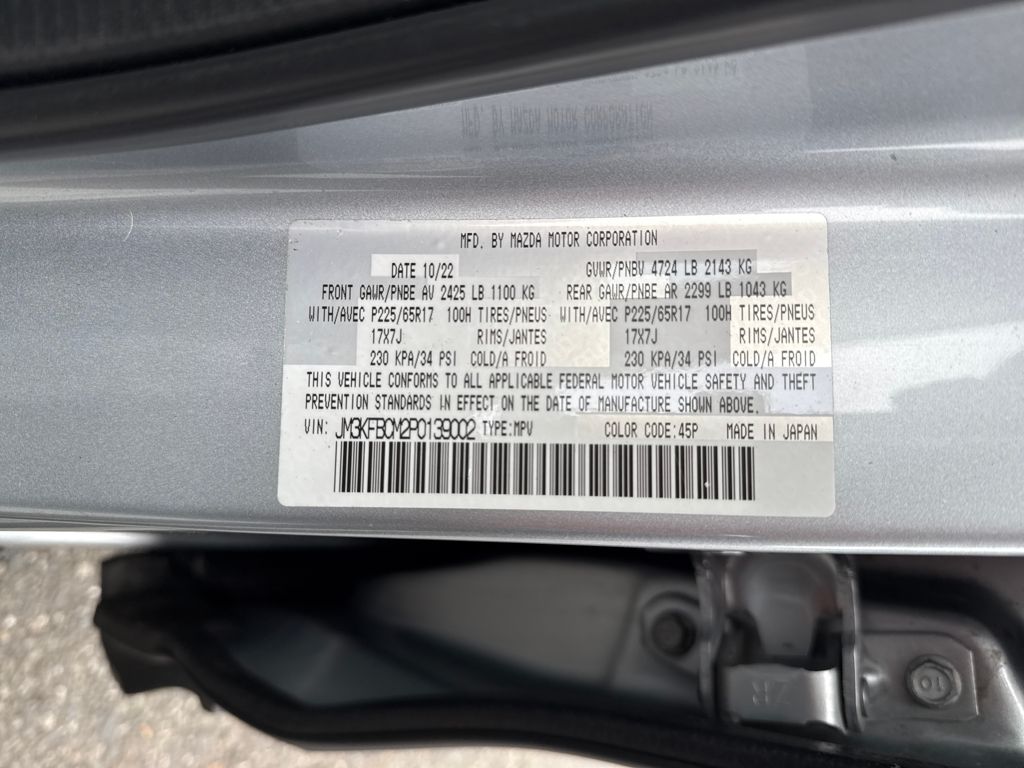 MFD. BY MAZDA MOTOR CORPORATION
DATE 10/22 GVWR/PNBV 4724 LB 2143 KG
FRONT GAWR/PNBE AV 2425 LB 1100 KG REAR GAWR/PNBE AR 2299 LB 1043 KG
WITH/AVEC P225/65R17 100H TIRES/PNEUS WITH/AVEC P225/65R17 100H TIRES/PNEUS
17X7J RIMS/JANTES 17X7J RIMS/JANTES
230 KPA/34 PSI COLD/A FROID 230 KPA/34 PSI COLD/A FROID
THIS VEHICLE CONFORMS TO ALL APPLICABLE FEDERAL MOTOR VEHICLE SAFETY AND THEFT
PREVENTION STANDARDS IN EFFECT ON THE DATE OF MANUFACTURE SHOWN ABOVE.
VIN: JM3KFBCM2P0139002 TYPE:MPV COLOR CODE:45P MADE IN JAPAN
10